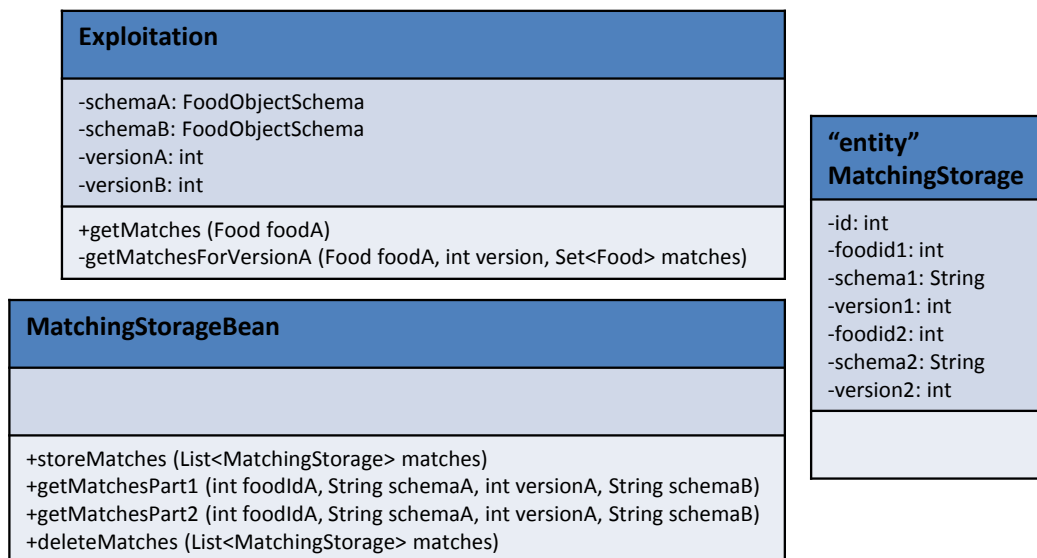 Exploitation
-schemaA: FoodObjectSchema
-schemaB: FoodObjectSchema
-versionA: int
-versionB: int
+getMatches (Food foodA)
-getMatchesForVersionA (Food foodA, int version, Set<Food> matches)
“entity”
MatchingStorage
-id: int
-foodid1: int
-schema1: String
-version1: int
-foodid2: int
-schema2: String
-version2: int
MatchingStorageBean
+storeMatches (List<MatchingStorage> matches)
+getMatchesPart1 (int foodIdA, String schemaA, int versionA, String schemaB)
+getMatchesPart2 (int foodIdA, String schemaA, int versionA, String schemaB)
+deleteMatches (List<MatchingStorage> matches)